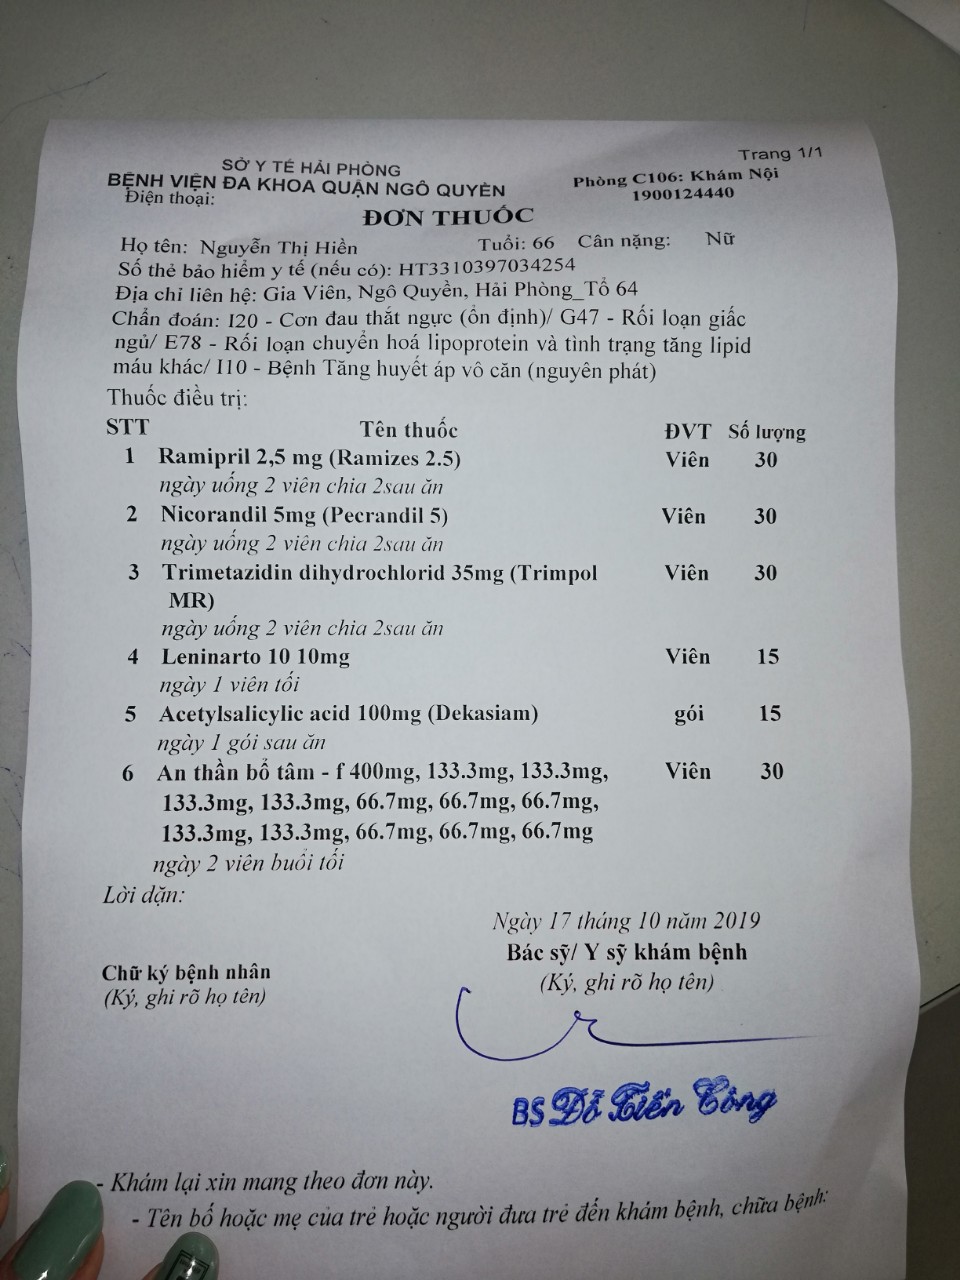 SỞ Y TẾ HẢI PHÒNG
Trang 1/1
BỆNH VIỆN ĐA KHOA QUẬN NGÔ QUYỀN
Phòng C106: Khám Nội
Điện thoại:
1900124440
ĐƠN THUỐC
Họ tên: Nguyễn Thị Hiền Tuổi: 66 Cân nặng: Nữ
Số thẻ bảo hiểm y tế (nếu có): HT3310397034254
Địa chỉ liên hệ: Gia Viên, Ngô Quyền, Hải Phòng_Tổ 64
Chẩn đoán: I20 - Cơn đau thắt ngực (ổn định)/ G47 - Rối loạn giấc
ngủ/ E78 - Rối loạn chuyển hoá lipoprotein và tình trạng tăng lipid
máu khác/ I10 - Bệnh Tăng huyết áp vô căn (nguyên phát)
Thuốc điều trị:
STT Tên thuốc ĐVT Số lượng
1 Ramipril 2,5 mg (Ramizes 2.5) Viên 30
ngày uống 2 viên chia 2sau ăn
2 Nicorandil 5mg (Pecrandil 5) Viên 30
ngày uống 2 viên chia 2sau ăn
3 Trimetazidin dihydrochlorid 35mg (Trimpol Viên 30
MR)
ngày uống 2 viên chia 2sau ăn
4 Leninarto 10 10mg Viên 15
ngày 1 viên tối
5 Acetylsalicylic acid 100mg (Dekasiam) gói 15
ngày 1 gói sau ăn
6 An thần bổ tâm - f 400mg, 133.3mg, 133.3mg, Viên 30
133.3mg, 133.3mg, 66.7mg, 66.7mg, 66.7mg,
133.3mg, 133.3mg, 66.7mg, 66.7mg, 66.7mg
ngày 2 viên buổi tối
Lời dặn:
Ngày 17 tháng 10 năm 2019
Bác sỹ/ Y sỹ khám bệnh
Chữ ký bệnh nhân
(Ký, ghi rõ họ tên)
(Ký, ghi rõ họ tên)
BS Đỗ Tiến Công
- Khám lại xin mang theo đơn này.
- Tên bố hoặc mẹ của trẻ hoặc người đưa trẻ đến khám bệnh, chữa bệnh: